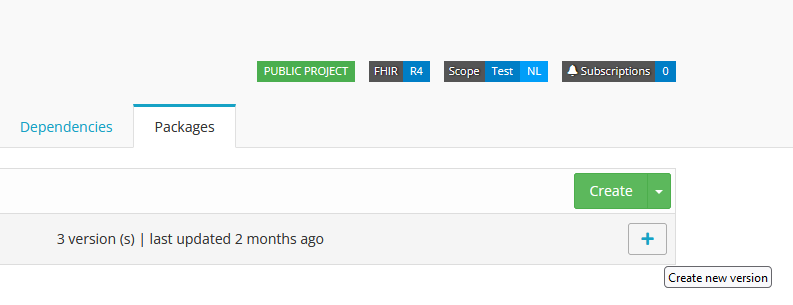 PUBLIC PROJECT FHIR R4 Scope Test NL Subscriptions 0
Dependencies Packages
Create
3 version (s) | last updated 2 months ago
Create new version